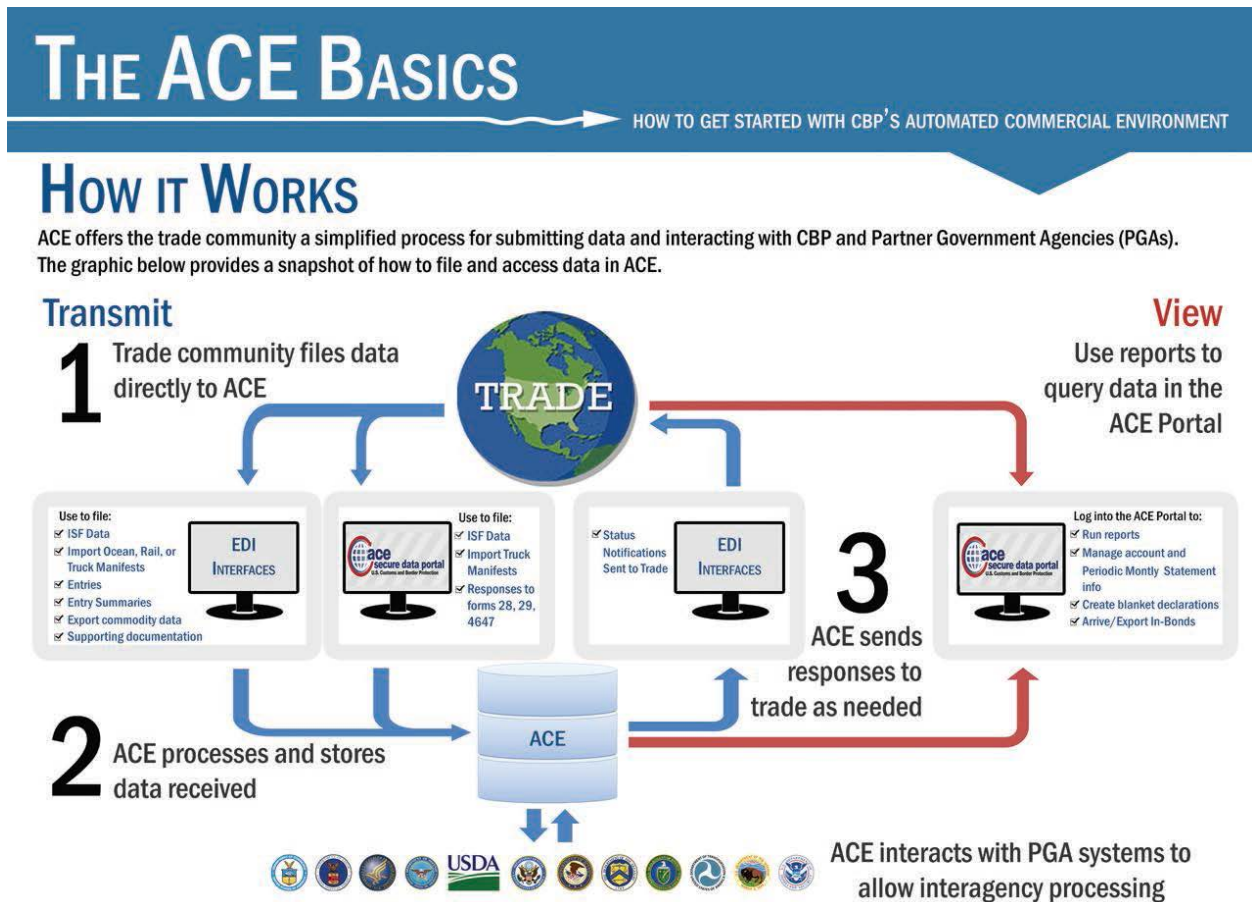 THE ACE BASICS
HOW TO GET STARTED WITH CBP'S AUTOMATED COMMERCIAL ENVIRONMENT
HOW IT WORKS
ACE offers the trade community a simplified process for submitting data and interacting with CBP and Partner Government Agencies (PGAs).
The graphic below provides a snapshot of how to file and access data in ACE.
Transmit
1
Trade community files data
directly to ACE
TRADE
View
Use reports to
query data in the
ACE Portal
Use to file:
ISF Data
Import Ocean, Rail, or
Truck Manifests
Entries
Entry Summaries
Export commodity data
Supporting documentation
EDI
INTERFACES
ace
secure data portal
U.S. Customs and Border Protection
Use to file:
ISF Data
Import Truck
Manifests
Responses to
forms 28, 29,
4647
Status
Notifications
Sent to Trade
EDI
INTERFACES
3
ACE sends
responses to
trade as needed
ace
secure data portal
U.S. Customs and Border Protection
Log into the ACE Portal to:
Run reports
Manage account and
Periodic Montly Statement
info
Create blanket declarations
Arrive/Export In-Bonds
2
ACE processes and stores
data received
ACE
USDA
ACE interacts with PGA systems to
allow interagency processing